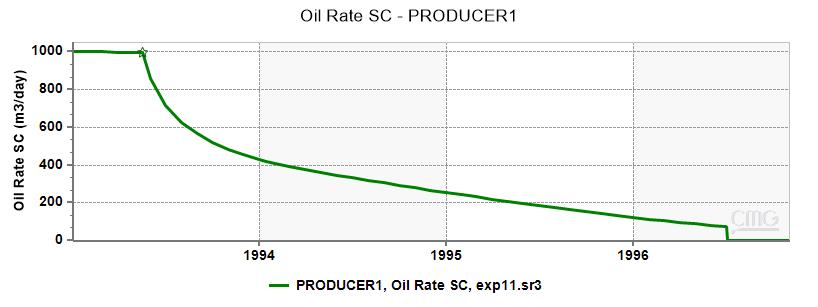 Oil Rate SC - PRODUCER1
Oil Rate SC (m3/day)
1000
800
600
400
200
0
1994
1995
1996
CMG
PRODUCER1, Oil Rate SC, exp11.sr3